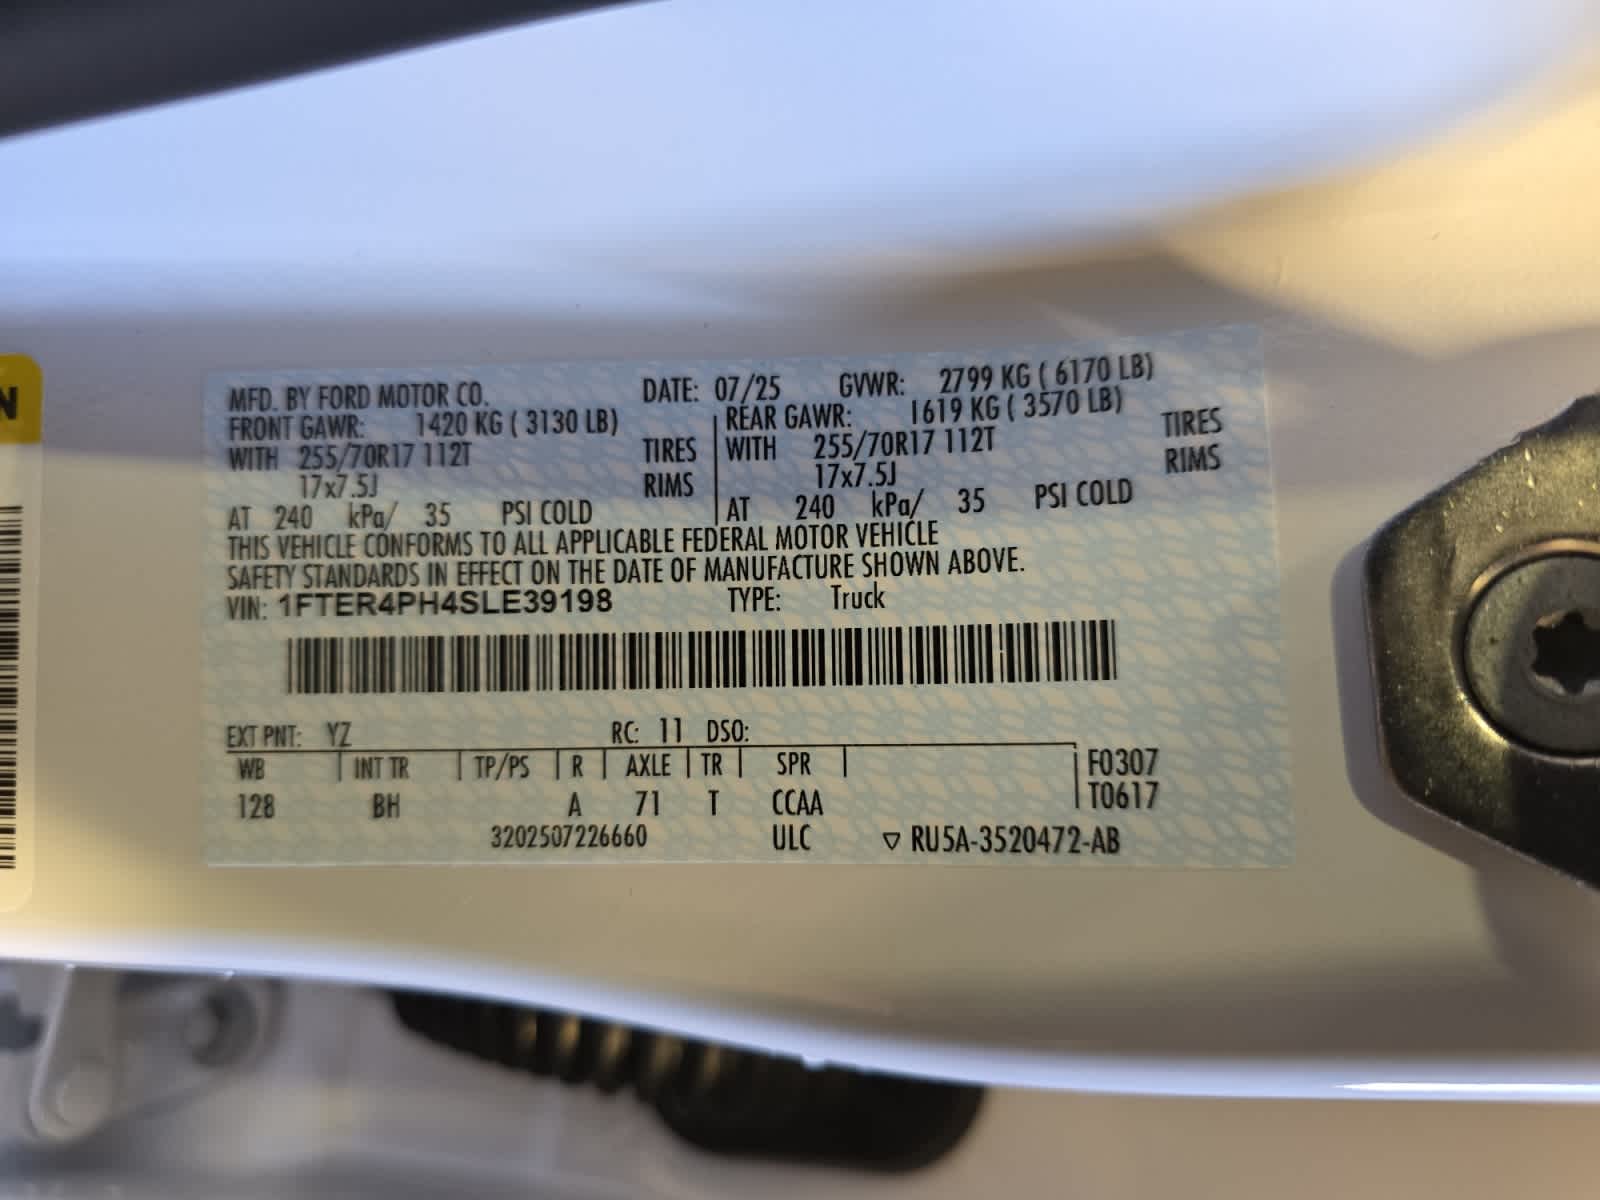 N
MFD. BY FORD MOTOR CO. DATE: 07/25 GVWR: 2799 KG ( 6170 LB)
FRONT GAWR: 1420 KG ( 3130 LB) REAR GAWR: 1619 KG ( 3570 LB)
WITH 255/70R17 112T TIRES WITH 255/70R17 112T TIRES
17x7.5J RIMS 17x7.5J RIMS
AT 240 kPa/ 35 PSI COLD AT 240 kPa/ 35 PSI COLD
THIS VEHICLE CONFORMS TO ALL APPLICABLE FEDERAL MOTOR VEHICLE
SAFETY STANDARDS IN EFFECT ON THE DATE OF MANUFACTURE SHOWN ABOVE.
VIN: 1FTER4PH4SLE39198 TYPE: Truck
EXT PNT: YZ RC: 11 DSO:
WB INT TR TP/PS R AXLE TR SPR F0307
128 BH A 71 T CCAA T0617
3202507226660 ULC ▽ RU5A-3520472-AB